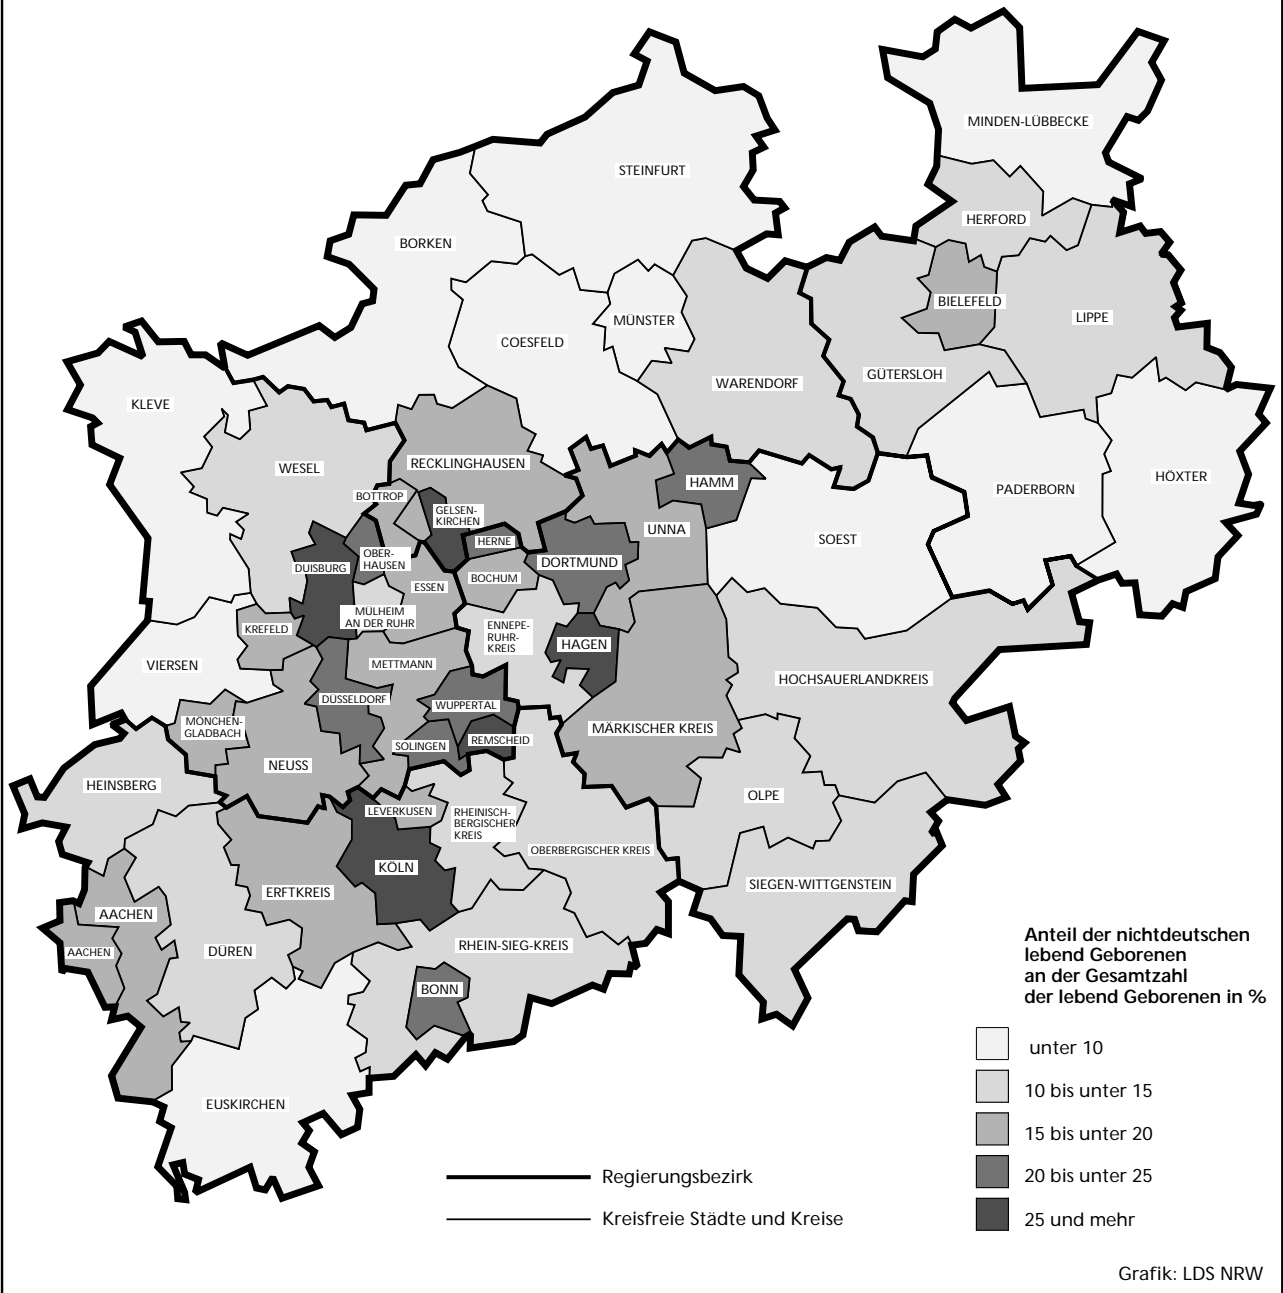 MINDEN-LÜBBECKE
STEINFURT
HERFORD
BORKEN
BIELEFELD
LIPPE
MÜNSTER
COESFELD
GÜTERSLOH
WARENDORF
KLEVE
RECKLINGHAUSEN
WESEL
HÖXTER
HAMM
PADERBORN
BOTTROP
GELSEN-
KIRCHEN
UNNA
SOEST
HERNE
OBER-
HAUSEN
DORTMUND
DUISBURG
BOCHUM
ESSEN
MÜLHEIM
AN DER RUHR
KREFELD
ENNEPE-
RUHR-
KREIS
HAGEN
VIERSEN
METTMANN
HOCHSAUERLANDKREIS
DÜSSELDORF
WUPPERTAL
MÖNCHEN-
GLADBACH
MÄRKISCHER KREIS
SOLINGEN
REMSCHEID
NEUSS
HEINSBERG
OLPE
LEVERKUSEN
RHEINISCH-
BERGISCHER
KREIS
OBERBERGISCHER KREIS
KÖLN
SIEGEN-WITTGENSTEIN
ERFTKREIS
AACHEN
RHEIN-SIEG-KREIS
AACHEN
DÜREN
BONN
EUSKIRCHEN
Anteil der nichtdeutschen
lebend Geborenen
an der Gesamtzahl
der lebend Geborenen in %
unter 10
10 bis unter 15
15 bis unter 20
20 bis unter 25
25 und mehr
Regierungsbezirk
Kreisfreie Städte und Kreise
Grafik: LDS NRW